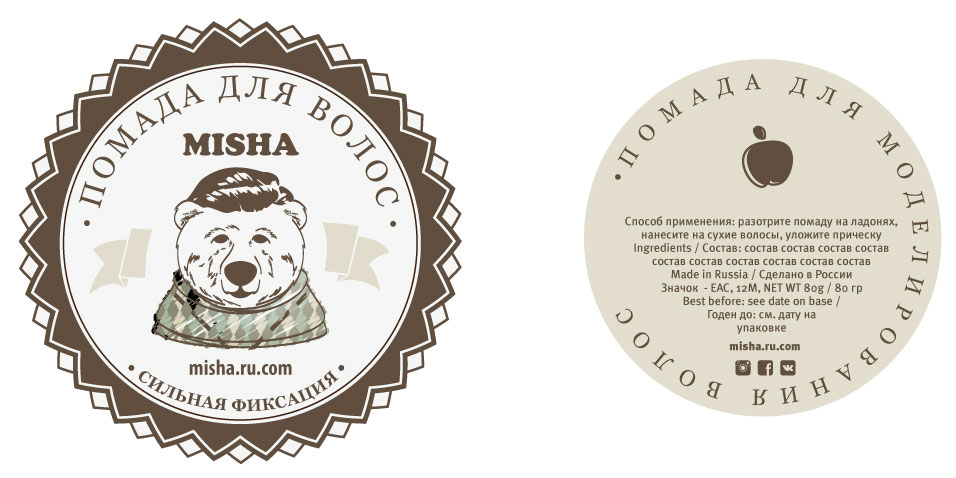 • ПОМАДА ДЛЯ ВОЛОС •
MISHA
misha.ru.com
• СИЛЬНАЯ ФИКСАЦИЯ •
• ПОМАДА ДЛЯ МОДЕЛИРОВАНИЯ ВОЛОС
Способ применения: разотрите помаду на ладонях,
нанесите на сухие волосы, уложите прическу
Ingredients / Состав: состав состав состав состав
состав состав состав состав состав состав
Made in Russia / Сделано в России
Значок - EAC, 12M, NET WT 80g / 80 гр
Best before: see date on base /
Годен до: см. дату на
упаковке
misha.ru.com